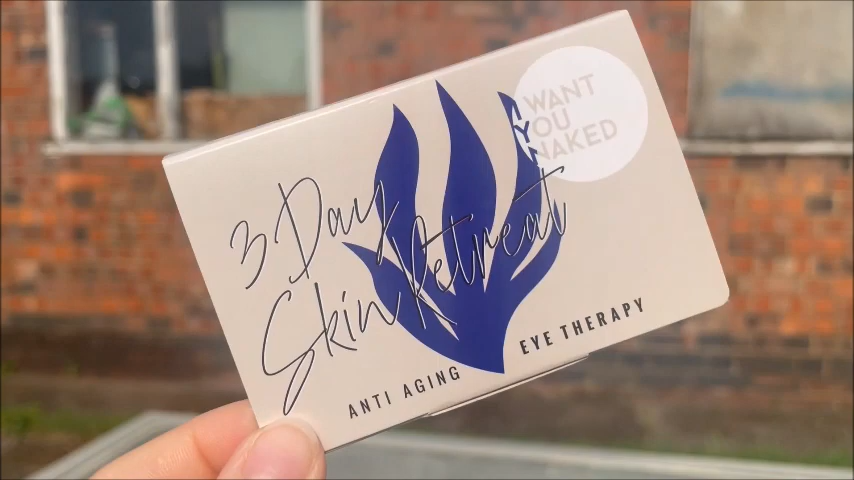 I WANT
YOU
NAKED
3 Day
Skin Retreat
ANTI AGING EYE THERAPY